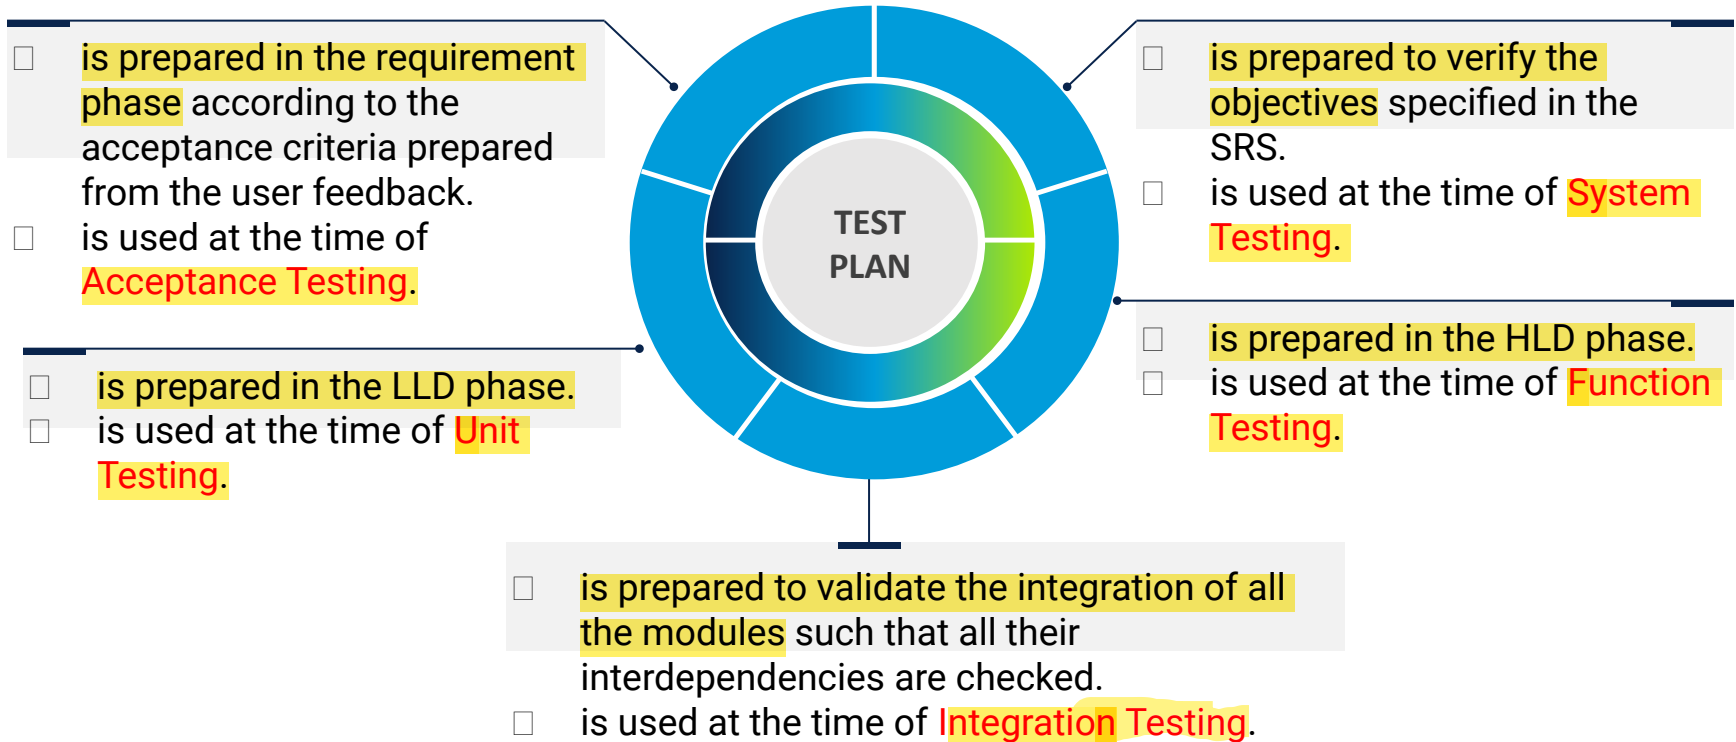 is prepared in the requirement
phase according to the
acceptance criteria prepared
from the user feedback.
is used at the time of
Acceptance Testing.
is prepared to verify the
objectives specified in the
SRS.
is used at the time of System
Testing.
TEST
PLAN
is prepared in the LLD phase.
is used at the time of Unit
Testing.
is prepared in the HLD phase.
is used at the time of Function
Testing.
is prepared to validate the integration of all
the modules such that all their
interdependencies are checked.
is used at the time of Integration Testing.